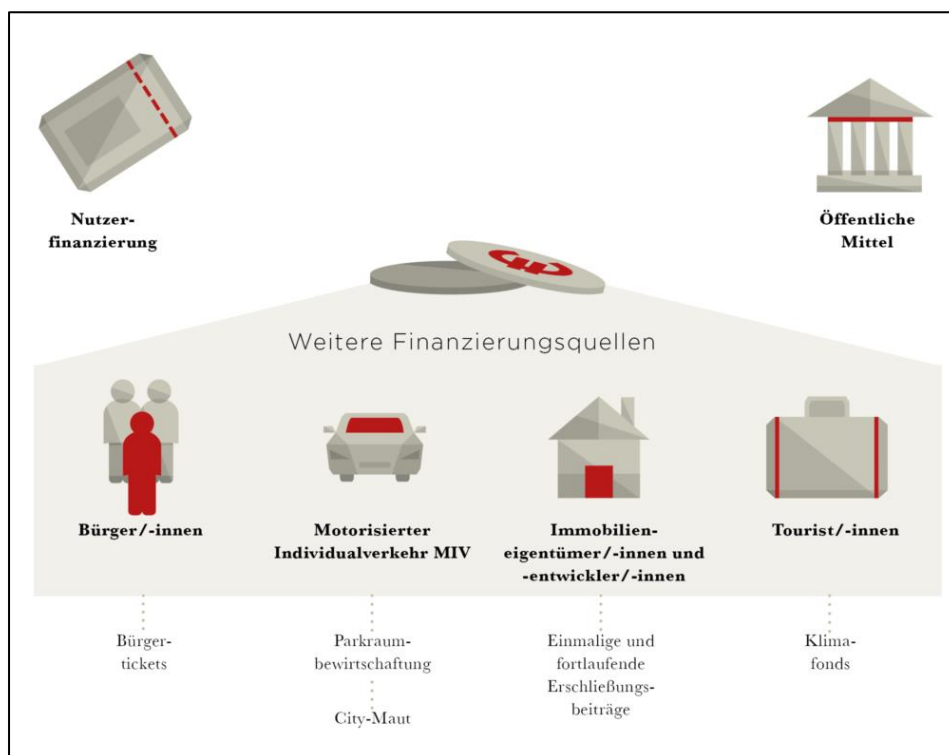 Nutzer-
finanzierung
Öffentliche
Mittel
Weitere Finanzierungsquellen
Bürger/-innen
Motorisierter
Individualverkehr MIV
Immobilien-
eigentümer/-innen und
-entwickler/-innen
Tourist/-innen
Bürger-
tickets
Parkraum-
bewirtschaftung
City-Maut
Einmalige und
fortlaufende
Erschließungs-
beiträge
Klima-
fonds